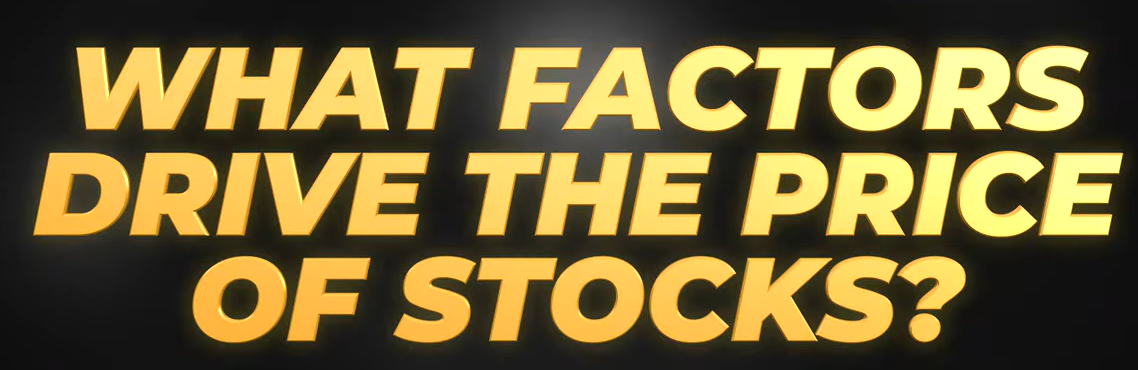 WHAT FACTORS
DRIVE THE PRICE
OF STOCKS?